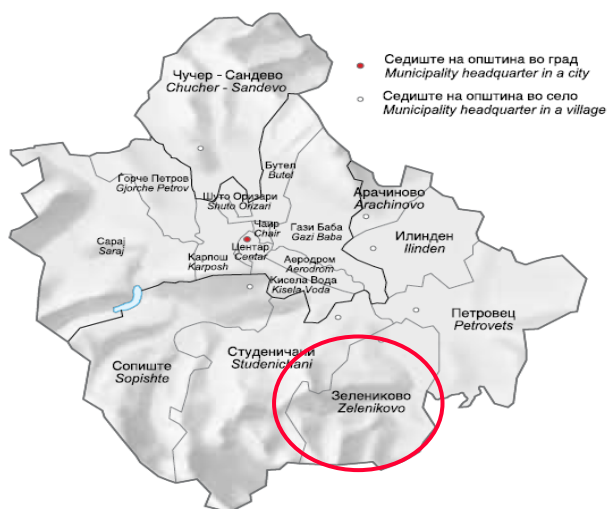 Чучер - Сандево
Chucher - Sandevo
Седиште на општина во град
Municipality headquarter in a city
Седиште на општина во село
Municipality headquarter in a village
Бутел
Butel
Ѓорче Петров
Gjorche Petrov
Шуто Оризари
Shuto Orizari
Арачиново
Arachinovo
Чаир
Chair
Гази Баба
Gazi Baba
Илинден
Ilinden
Сарај
Saraj
Карпош
Karposh
Центар
Centar
Аеродром
Aerodrom
Кисела Вода
Kisela Voda
Петровец
Petrovets
Сопиште
Sopishte
Студеничани
Studenichani
Зелениково
Zelenikovo